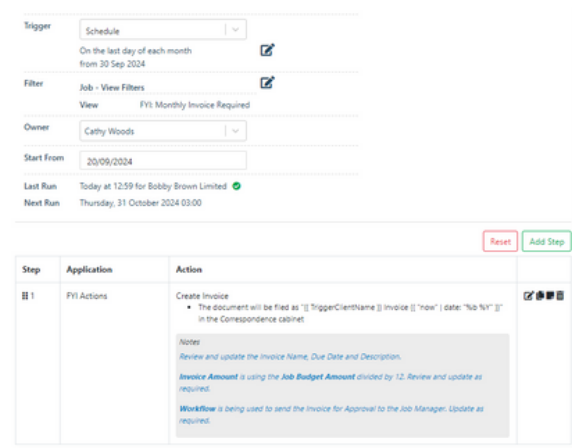 Trigger
Schedule
On the last day of each month
from 30 Sep 2024
Filter
Job - View Filters
View FYI: Monthly Invoice Required
Owner
Cathy Woods
Start From
20/09/2024
Last Run Today at 12:59 for Bobby Brown Limited
Next Run Thursday, 31 October 2024 03:00
Reset Add Step
Step Application Action
1 FYI Actions Create Invoice
• The document will be filed as "{{ TriggerClientName }} Invoice {{ "now" | date: "%b %Y" }}"
in the Correspondence cabinet
Notes
Review and update the Invoice Name, Due Date and Description.
Invoice Amount is using the Job Budget Amount divided by 12. Review and update as
required.
Workflow is being used to send the Invoice for Approval to the Job Manager. Update as
required.